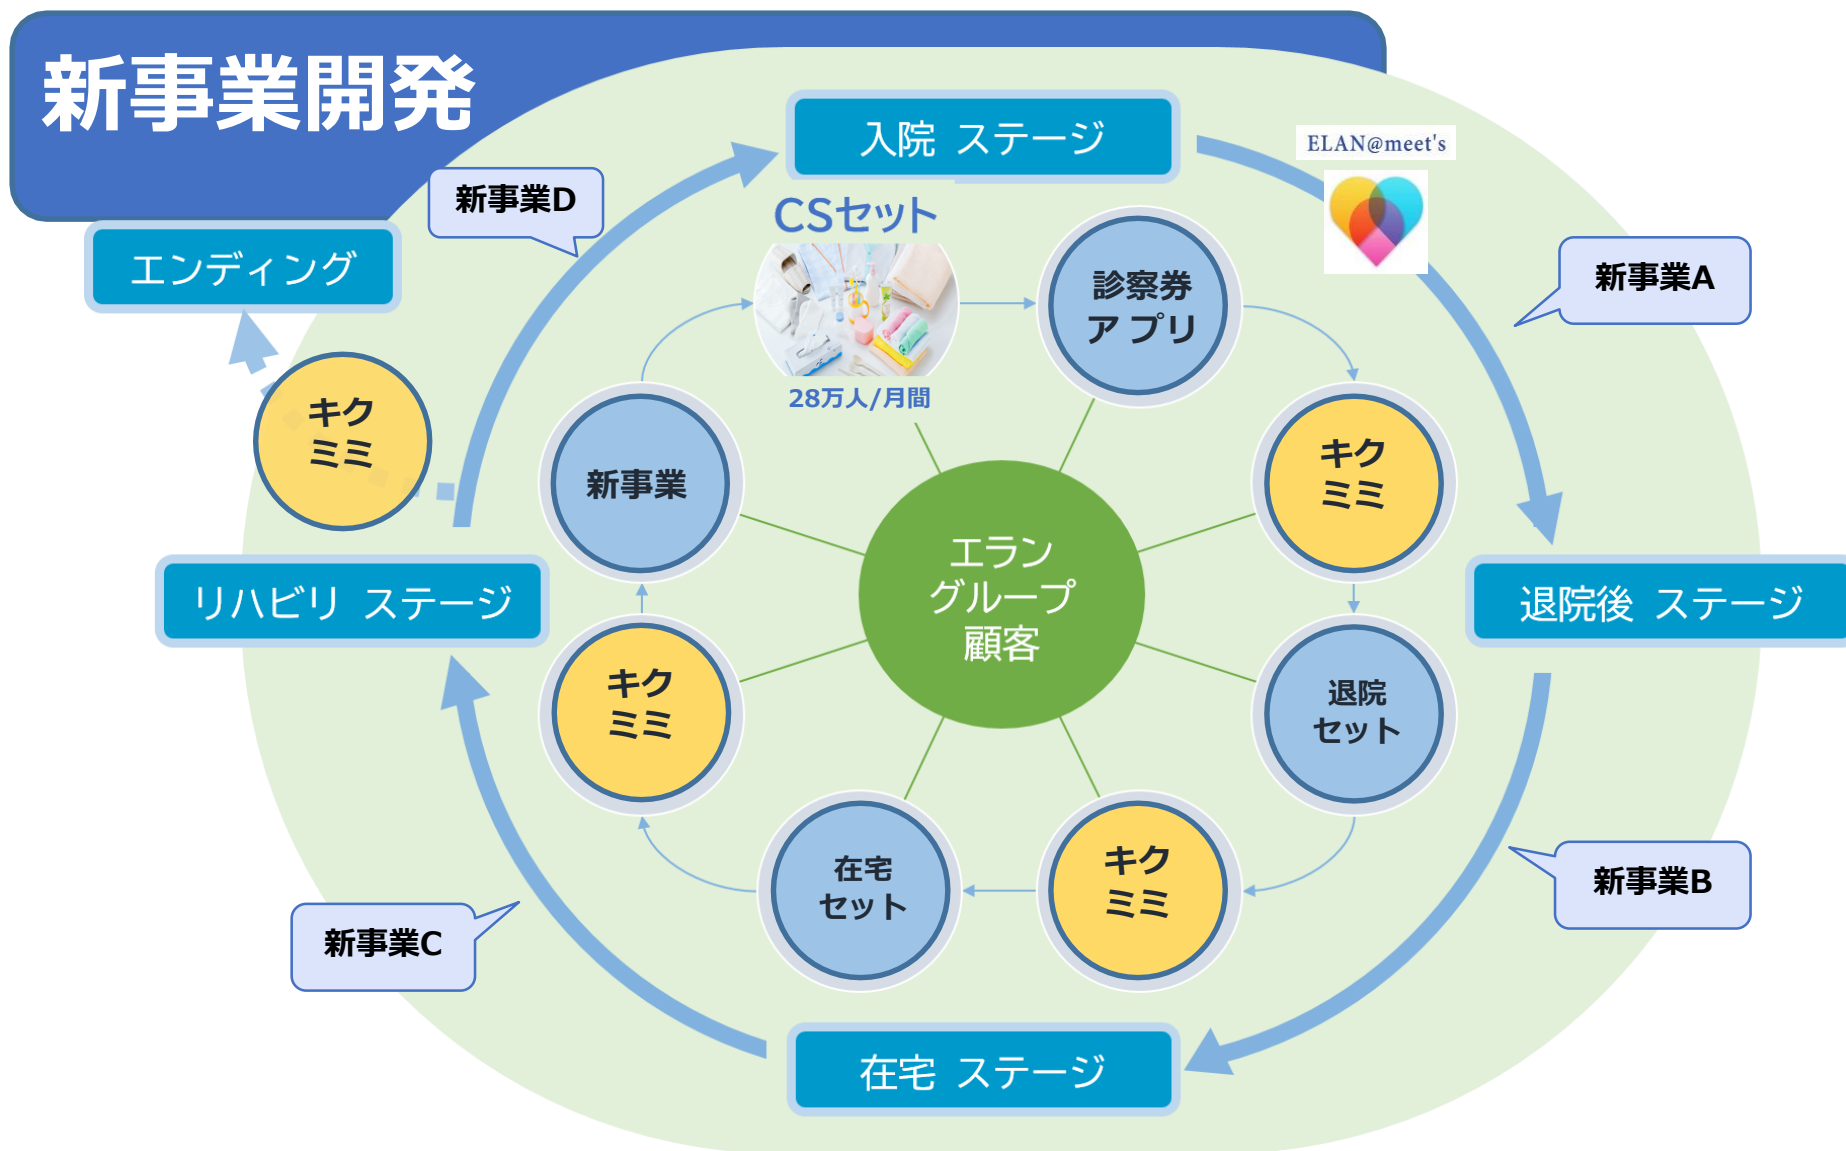 新事業開発
入院 ステージ
ELAN@meet's
新事業D
CSセット
エンディング
診察券
アプリ
新事業A
28万人/月間
キク
ミミ
キク
ミミ
新事業
エラン
グループ
顧客
リハビリ ステージ
退院後 ステージ
キク
ミミ
退院
セット
在宅
セット
キク
ミミ
新事業B
新事業C
在宅 ステージ